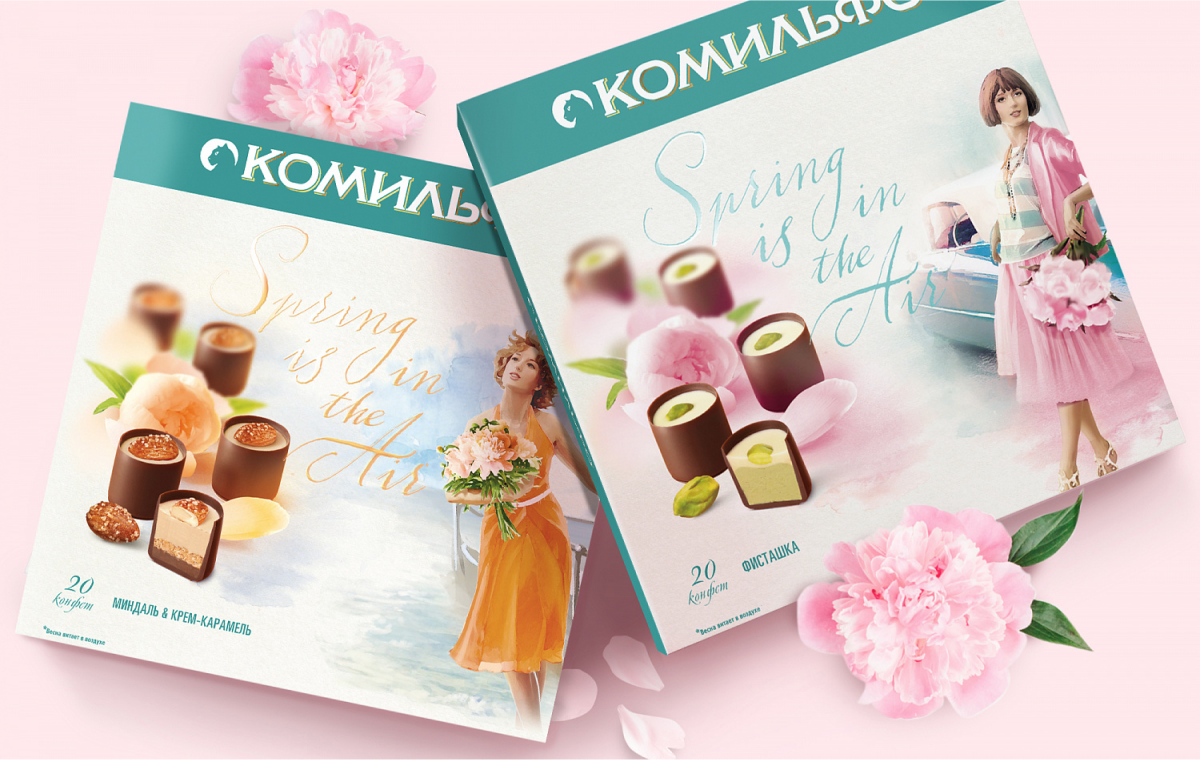 КОМИЛЬФ
Spring
is in
the
Air
20
конфет
МИНДАЛЬ & КРЕМ-КАРАМЕЛЬ
*Весна витает в воздухе
КОМИЛЬФО
Spring
is in
the
Air
20
конфет
ФИСТАШКА
*Весна витает в воздухе